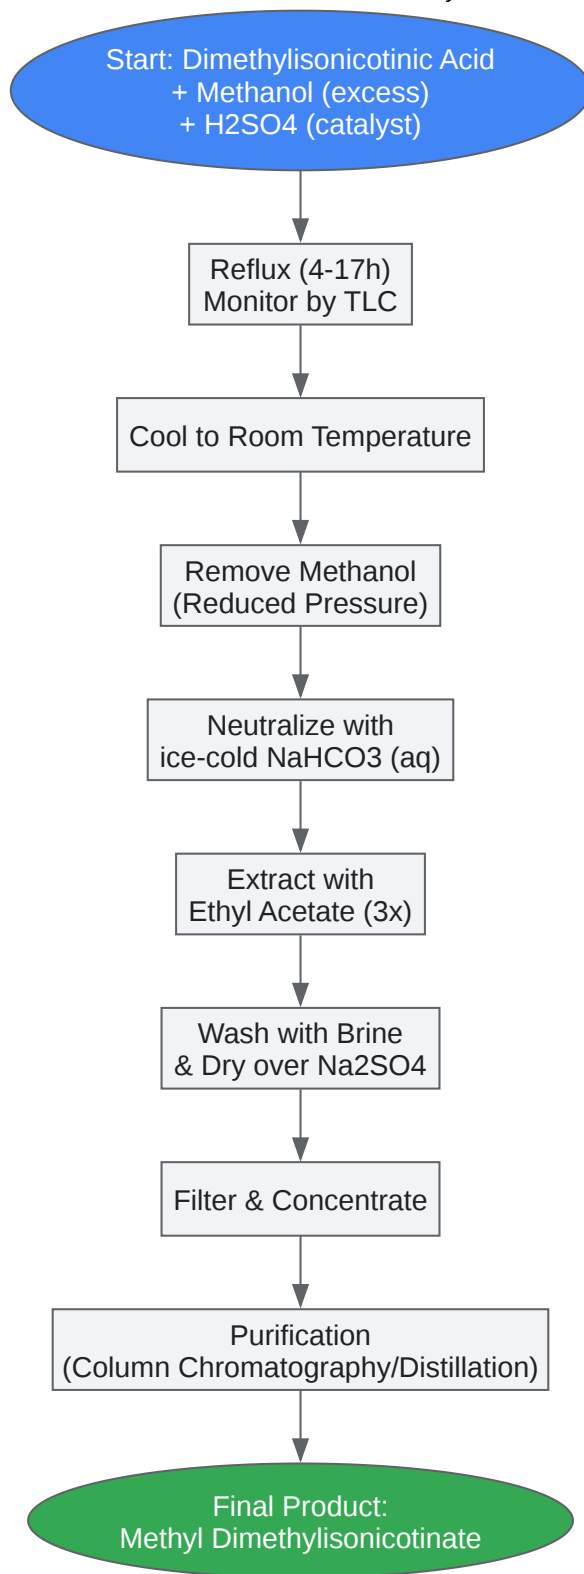 Start: Dimethylisonicotinic Acid
+ Methanol (excess)
+ H2SO4 (catalyst)
Reflux (4-17h)
Monitor by TLC
Cool to Room Temperature
Remove Methanol
(Reduced Pressure)
Neutralize with
ice-cold NaHCO3 (aq)
Extract with
Ethyl Acetate (3x)
Wash with Brine
& Dry over Na2SO4
Filter & Concentrate
Purification
(Column Chromatography/Distillation)
Final Product:
Methyl Dimethylisonicotinate